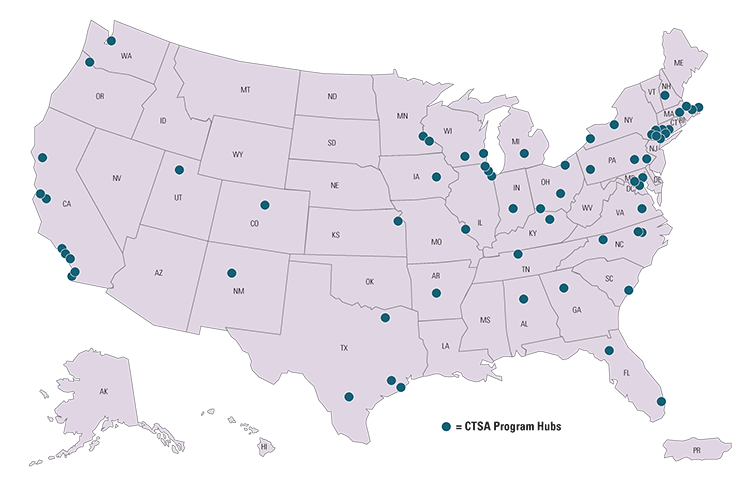 WA
MT
ND
MN
ME
VT
NH
OR
ID
SD
WI
MI
NY
MA
CT
RI
WY
IA
NE
PA
NJ
NV
UT
CO
CA
IL
IN
OH
MD
DE
DC
WV
VA
KS
MO
KY
NC
TN
AZ
NM
OK
AR
SC
MS
AL
GA
TX
LA
FL
AK
HI
PR
= CTSA Program Hubs